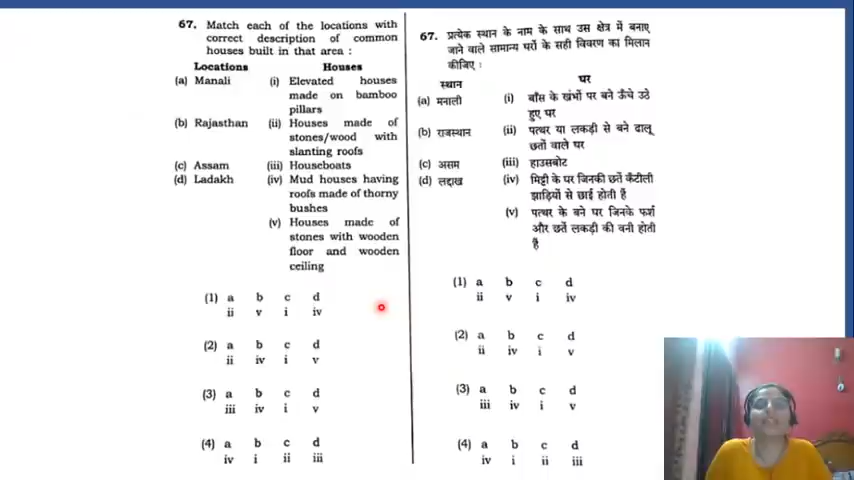 67. Match each of the locations with
correct description of common
houses built in that area :
Locations Houses
(a) Manali (i) Elevated houses
made on bamboo
pillars
(b) Rajasthan (ii) Houses made of
stones/wood with
slanting roofs
(c) Assam (iii) Houseboats
(d) Ladakh (iv) Mud houses having
roofs made of thorny
bushes
(v) Houses made of
stones with wooden
floor and wooden
ceiling
(1) a b c d
ii v i iv
(2) a b c d
ii iv i v
(3) a b c d
iii iv i v
(4) a b c d
iv i ii iii
67. प्रत्येक स्थान के नाम के साथ उस क्षेत्र में बनाए
जाने वाले सामान्य घरों के सही विवरण का मिलान
कीजिए :
स्थान घर
(a) मनाली (i) बाँस के खंभों पर बने ऊँचे उठे
हुए घर
(b) राजस्थान (ii) पत्थर या लकड़ी से बने ढालू
छतों वाले घर
(c) असम (iii) हाउसबोट
(d) लद्दाख (iv) मिट्टी के घर जिनकी छतें कँटीली
झाड़ियों से छाई होती हैं
(v) पत्थर के बने घर जिनके फर्श
और छतें लकड़ी की बनी होती
हैं
(1) a b c d
ii v i iv
(2) a b c d
ii iv i v
(3) a b c d
iii iv i v
(4) a b c d
iv i ii iii